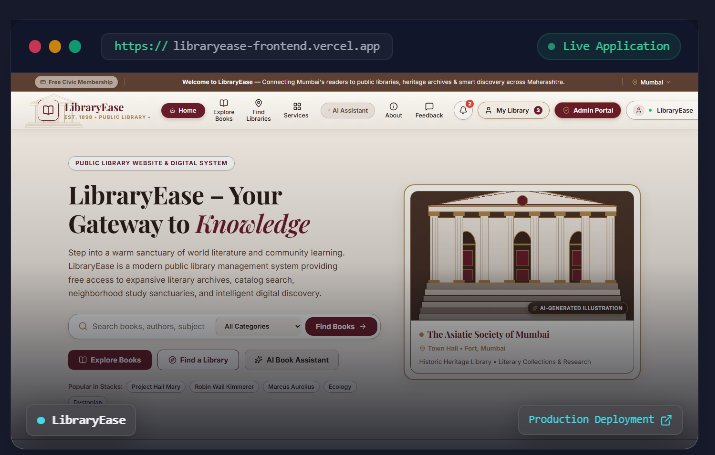 https:// libraryease-frontend.vercel.app
Live Application
Free Civic Membership
Welcome to LibraryEase — Connecting Mumbai's readers to public libraries, heritage archives & smart discovery across Maharashtra.
Mumbai
LibraryEase
EST. 1898 • PUBLIC LIBRARY •
Home
Explore Books
Find Libraries
Services
AI Assistant
About
Feedback
My Library
Admin Portal
LibraryEase
PUBLIC LIBRARY WEBSITE & DIGITAL SYSTEM
LibraryEase – Your
Gateway to Knowledge
Step into a warm sanctuary of world literature and community learning.
LibraryEase is a modern public library management system providing
free access to expansive literary archives, catalog search,
neighborhood study sanctuaries, and intelligent digital discovery.
Search books, authors, subject
All Categories
Find Books →
Explore Books
Find a Library
AI Book Assistant
Popular in Stacks:
Project Hail Mary
Robin Wall Kimmerer
Marcus Aurelius
Ecology
AI-GENERATED ILLUSTRATION
The Asiatic Society of Mumbai
Town Hall • Fort, Mumbai
Historic Heritage Library • Literary Collections & Research
LibraryEase
Production Deployment